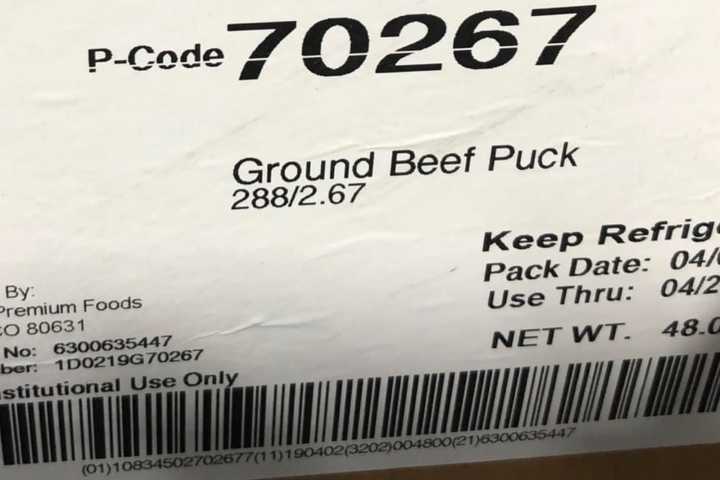 P-Code 70267
Ground Beef Puck
288/2.67
Keep Refrig
Pack Date: 04/
Use Thru: 04/2
NET WT. 48.0
By:
Premium Foods
CO 80631
No: 6300635447
ber: 1D0219G70267
stitutional Use Only
(01)10834502702677(11)190402(3202)004800(21)6300635447